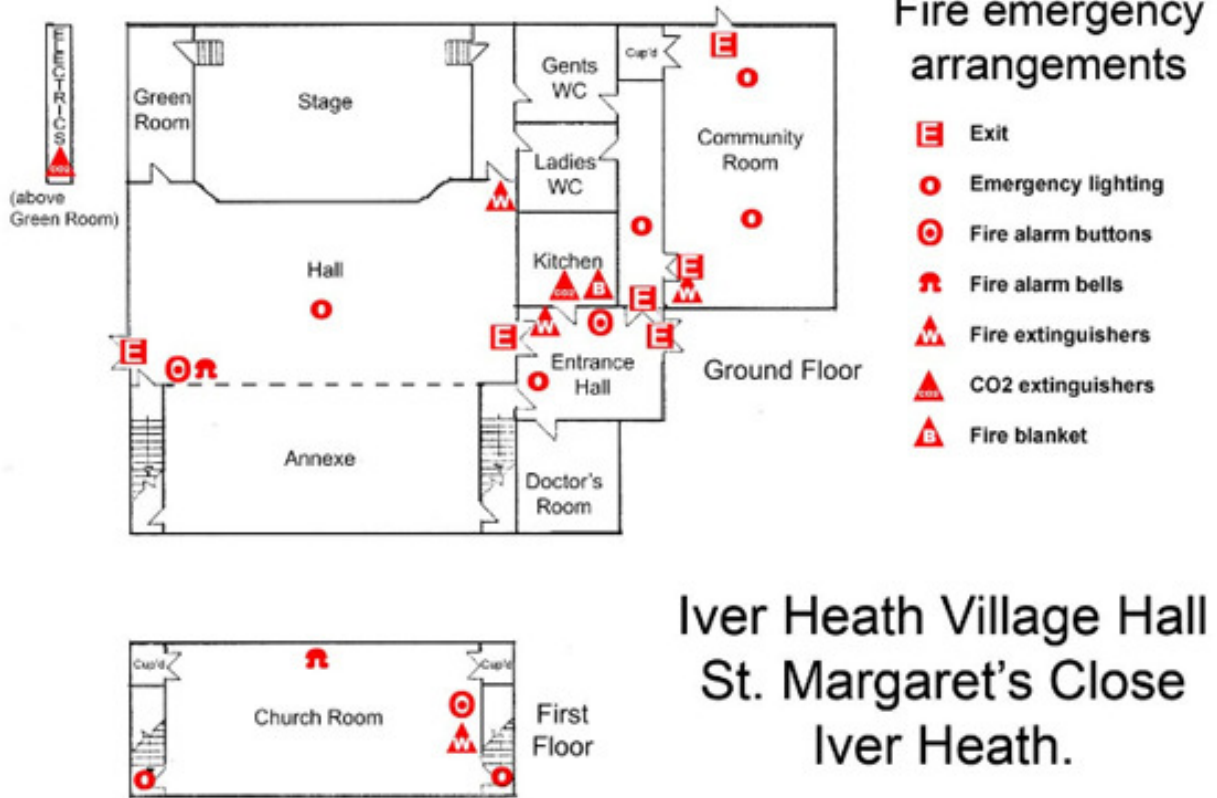 Fire emergency
arrangements
E Exit
O Emergency lighting
Fire alarm buttons
Fire alarm bells
W Fire extinguishers
CO2 CO2 extinguishers
B Fire blanket
ELECTRICS
CO2
(above
Green Room)
Green
Room
Stage
Gents
WC
Cup'd
E
O
Community
Room
Ladies
WC
W
O
O
Hall
Kitchen
CO2
B
E
W
E
O
E
W
E
E
Entrance
Hall
O
Ground Floor
Annexe
Doctor's
Room
Iver Heath Village Hall
St. Margaret's Close
Iver Heath.
Cup'd
Cup'd
Church Room
W
First
Floor
O
O